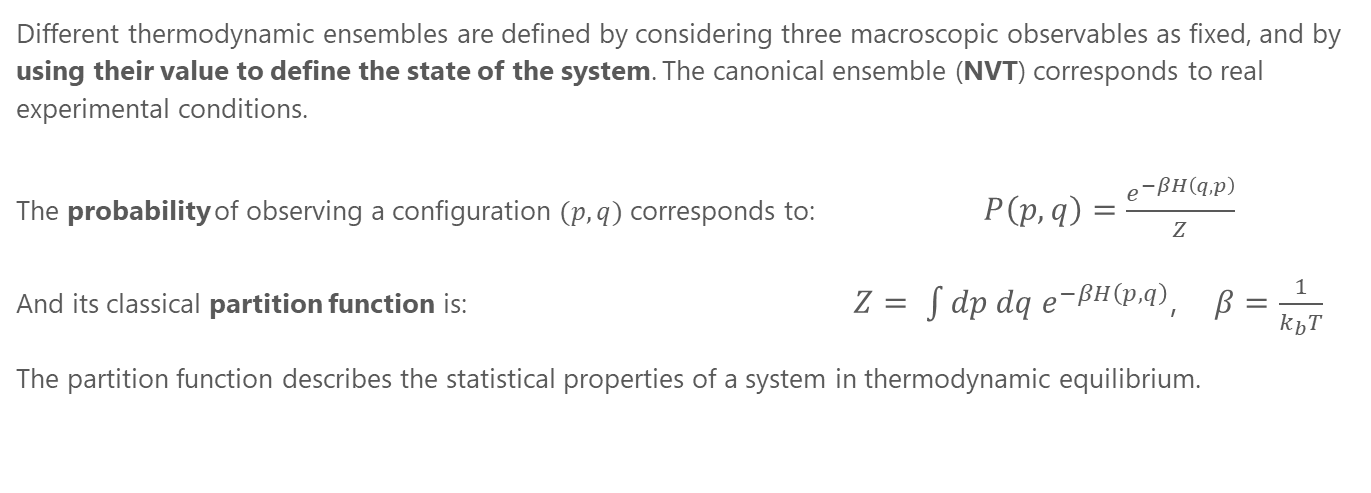 Different thermodynamic ensembles are defined by considering three macroscopic observables as fixed, and by
using their value to define the state of the system. The canonical ensemble (NVT) corresponds to real
experimental conditions.
The probability of observing a configuration (p, q) corresponds to: P(p, q) = e^{-βH(q,p)} / Z
And its classical partition function is: Z = ∫ dp dq e^{-βH(p,q)}, β = 1 / k_bT
The partition function describes the statistical properties of a system in thermodynamic equilibrium.